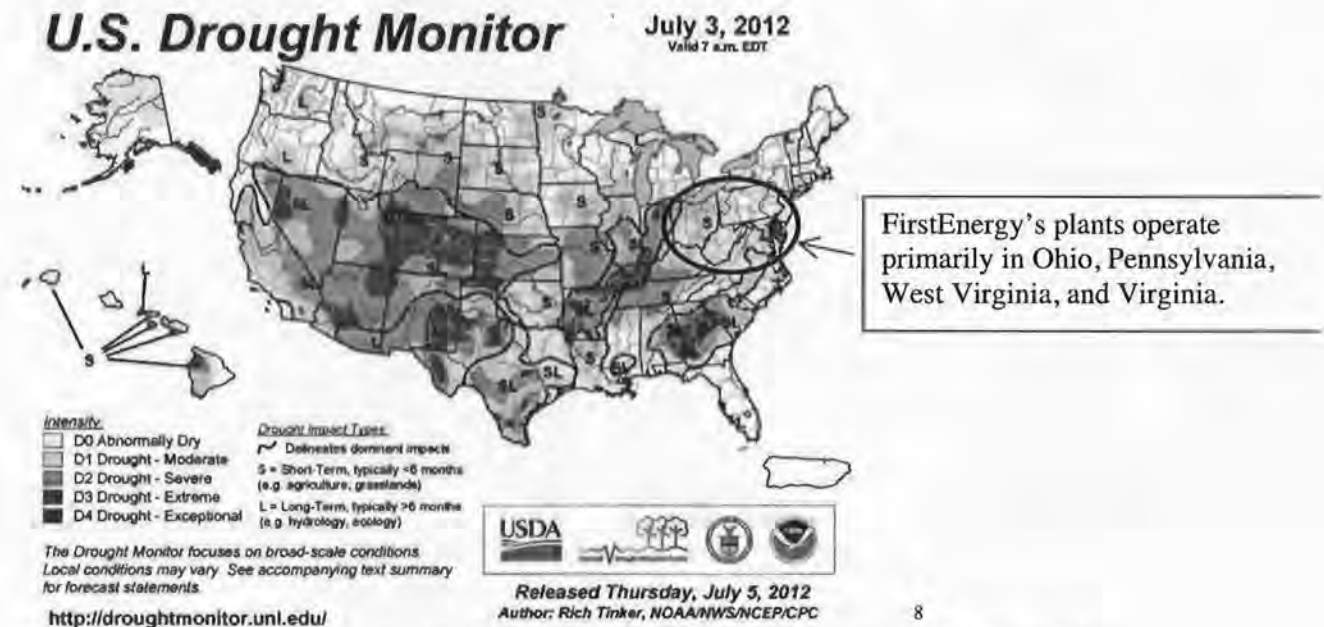 U.S. Drought Monitor
July 3, 2012
Valid 7 a.m. EDT
FirstEnergy's plants operate
primarily in Ohio, Pennsylvania,
West Virginia, and Virginia.
Intensity:
D0 Abnormally Dry
D1 Drought - Moderate
D2 Drought - Severe
D3 Drought - Extreme
D4 Drought - Exceptional
Drought Impact Types:
Delineates dominant impacts
S = Short-Term, typically <6 months
(e.g. agriculture, grasslands)
L = Long-Term, typically >6 months
(e.g. hydrology, ecology)
The Drought Monitor focuses on broad-scale conditions.
Local conditions may vary. See accompanying text summary
for forecast statements.
http://droughtmonitor.unl.edu/
USDA
Released Thursday, July 5, 2012
Author: Rich Tinker, NOAA/NWS/NCEP/CPC
8